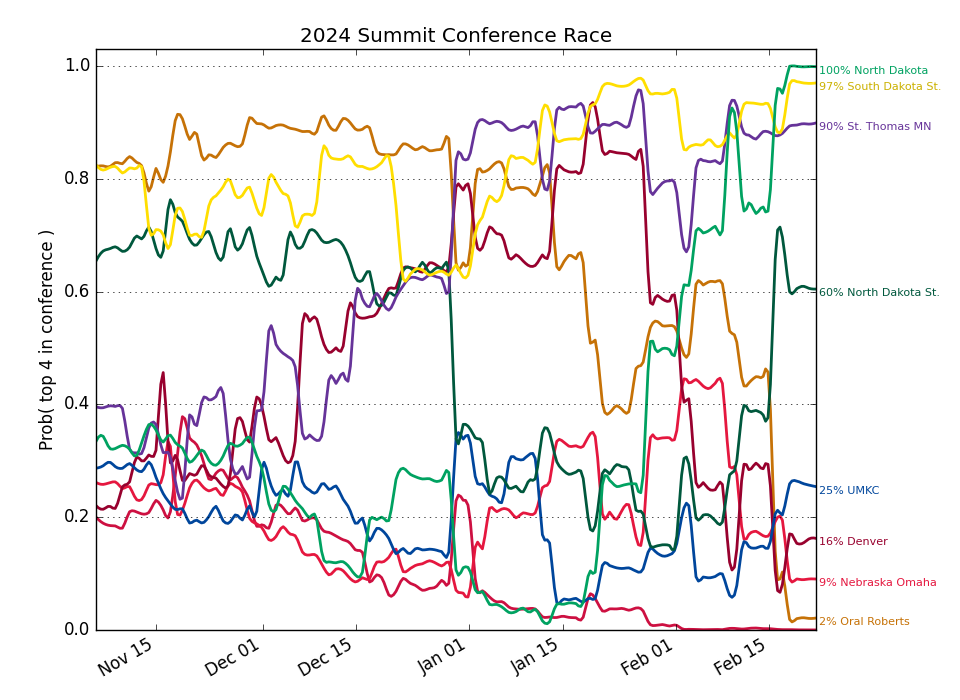 2024 Summit Conference Race
Prob( top 4 in conference )
1.0
0.8
0.6
0.4
0.2
0.0
Nov 15
Dec 01
Dec 15
Jan 01
Jan 15
Feb 01
Feb 15
100% North Dakota
97% South Dakota St.
90% St. Thomas MN
60% North Dakota St.
25% UMKC
16% Denver
9% Nebraska Omaha
2% Oral Roberts